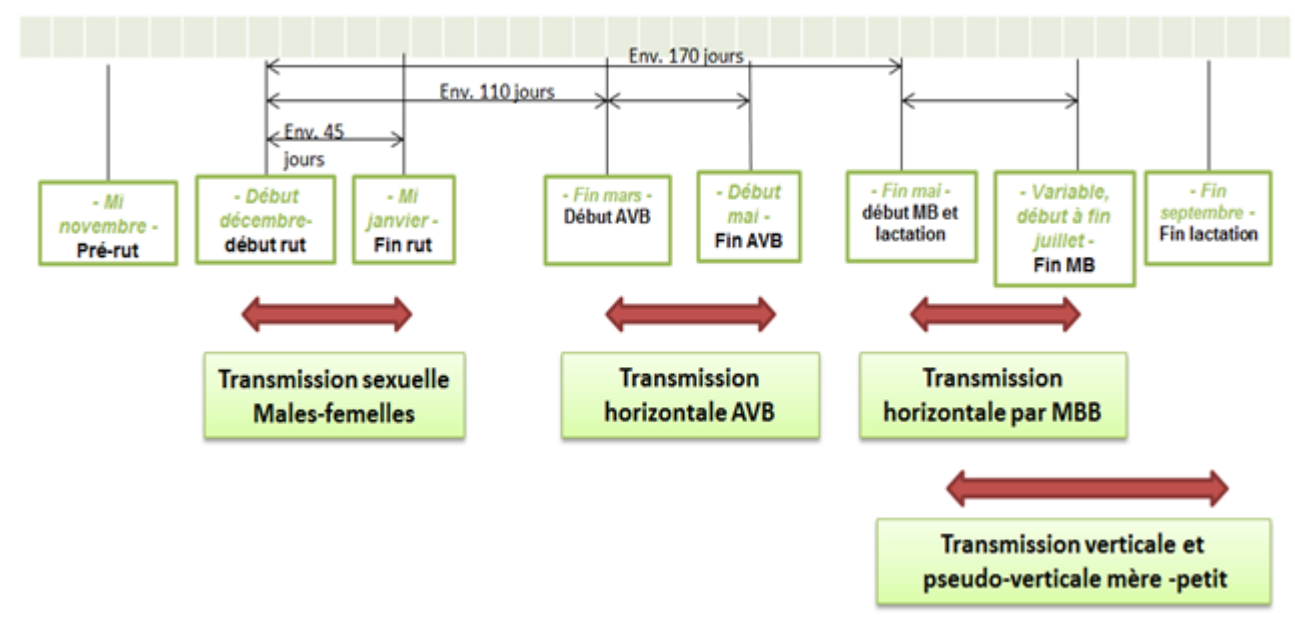 Env. 170 jours
Env. 110 jours
Env. 45
jours
- Mi
novembre -
Pré-rut
- Début
décembre-
début rut
- Mi
janvier -
Fin rut
- Fin mars -
Début AVB
- Début
mai -
Fin AVB
- Fin mai -
début MB et
lactation
- Variable,
début à fin
juillet -
Fin MB
- Fin
septembre -
Fin lactation
Transmission sexuelle
Males-femelles
Transmission
horizontale AVB
Transmission
horizontale par MBB
Transmission verticale et
pseudo-verticale mère -petit